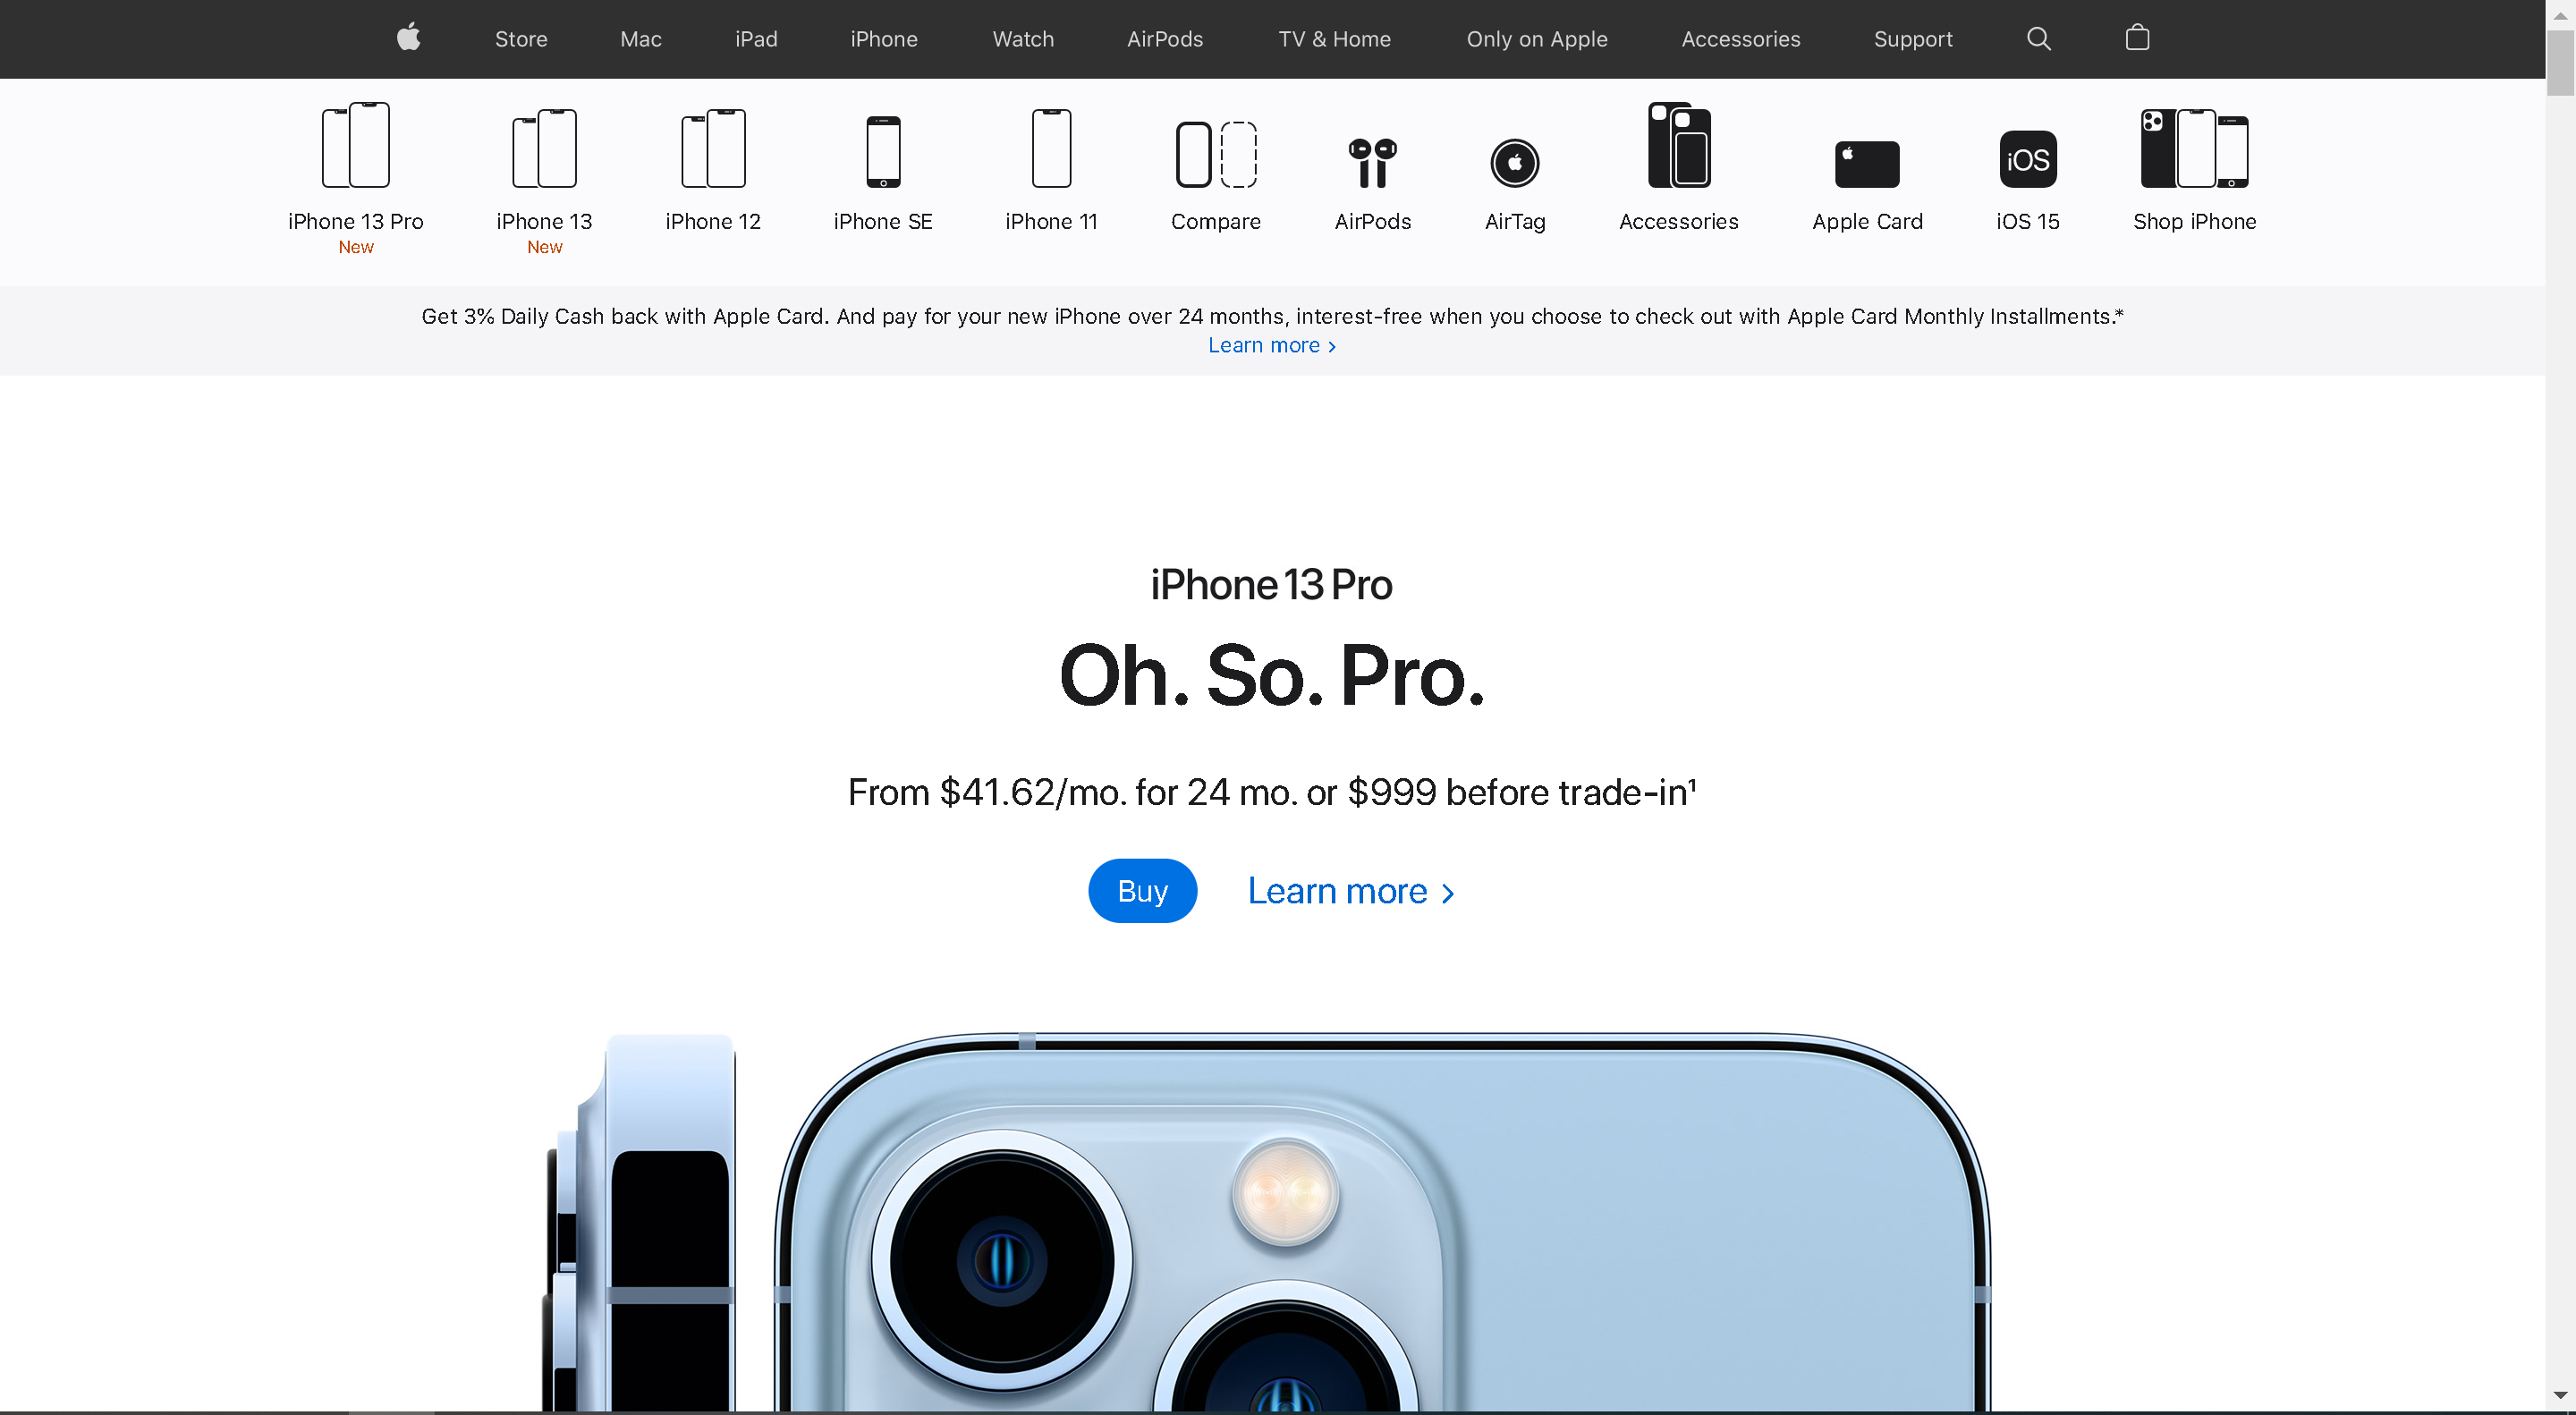 Store Mac iPad iPhone Watch AirPods TV & Home Only on Apple Accessories Support
iOS
iPhone 13 Pro iPhone 13 iPhone 12 iPhone SE iPhone 11 Compare AirPods AirTag Accessories Apple Card iOS 15 Shop iPhone
New New
Get 3% Daily Cash back with Apple Card. And pay for your new iPhone over 24 months, interest-free when you choose to check out with Apple Card Monthly Installments.*
Learn more >
iPhone 13 Pro
Oh. So. Pro.
From $41.62/mo. for 24 mo. or $999 before trade-in¹
Buy Learn more >